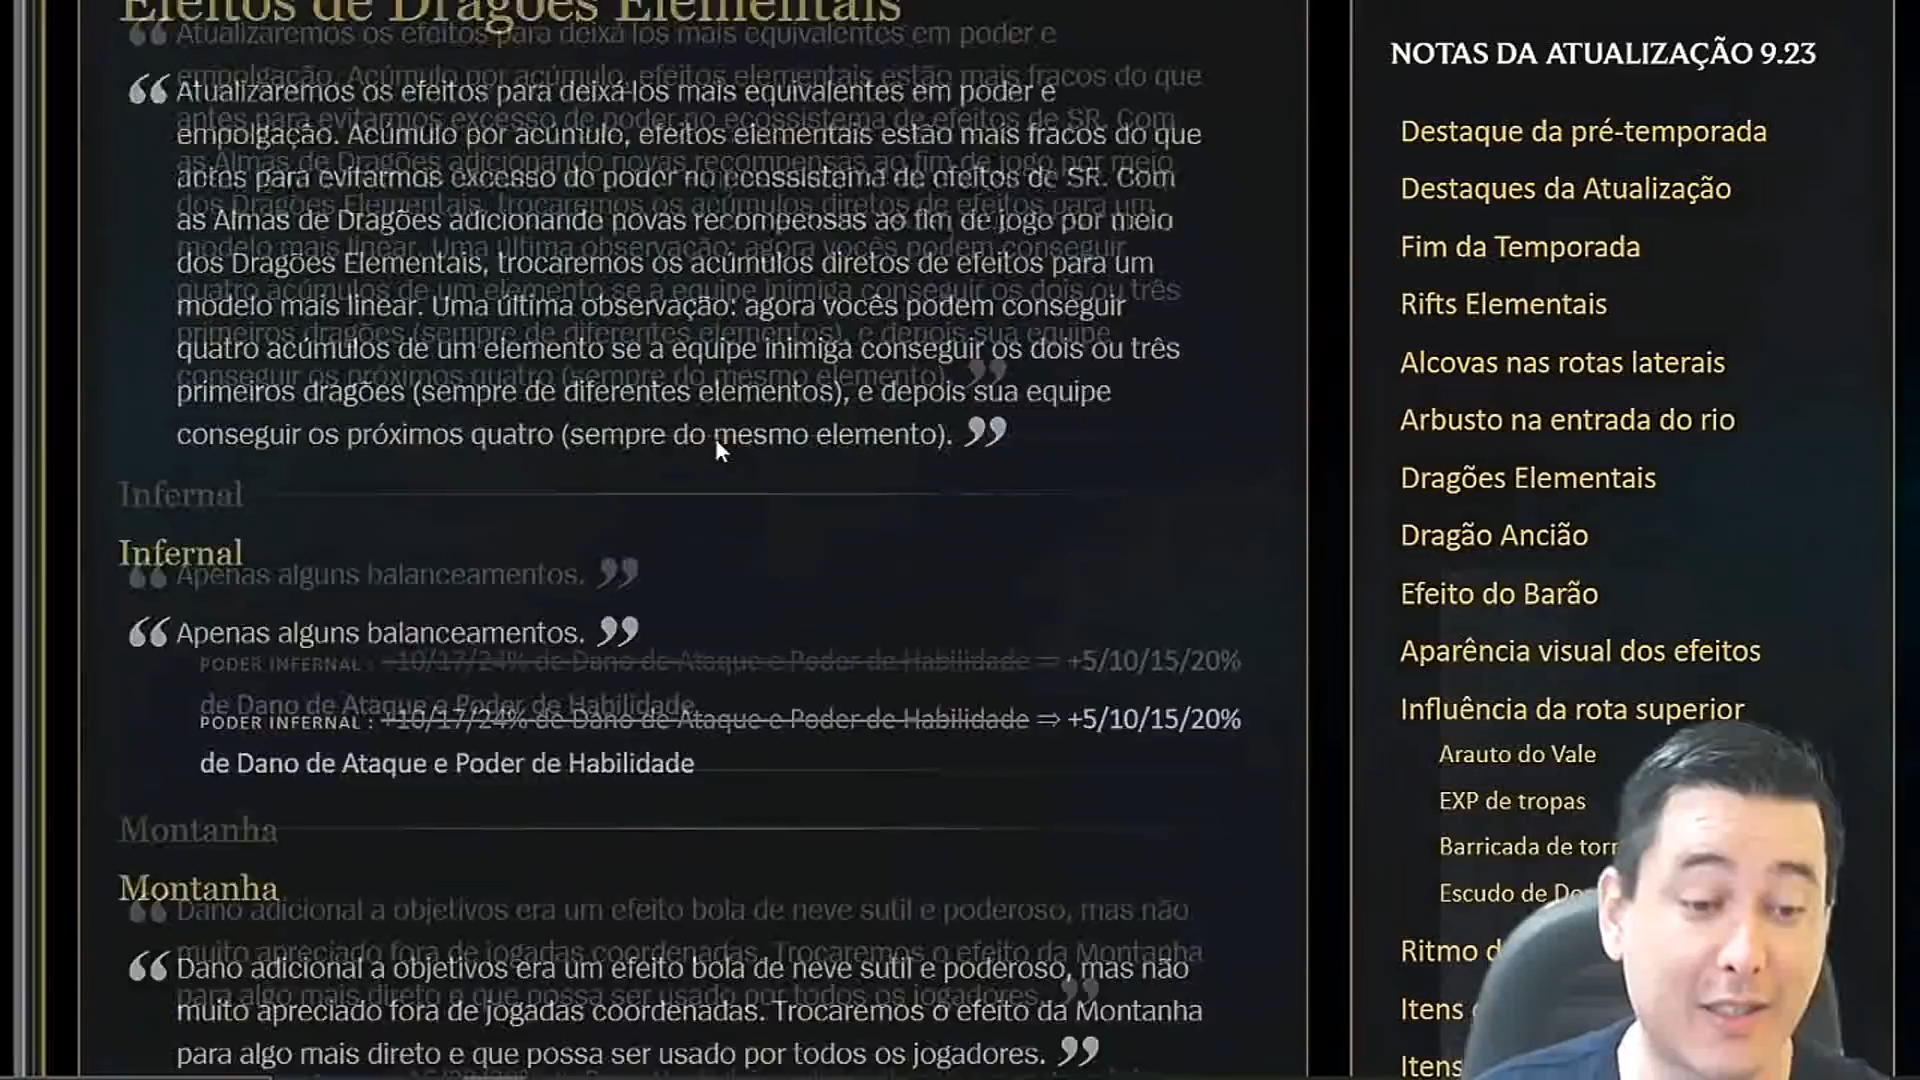 Efeitos de Dragões Elementais
“ Atualizaremos os efeitos para deixá-los mais equivalentes em poder e
empolgação. Acúmulo por acúmulo, efeitos elementais estão mais fracos do que
antes para evitarmos excesso de poder no ecossistema de efeitos de SR. Com
as Almas de Dragões adicionando novas recompensas ao fim de jogo por meio
dos Dragões Elementais, trocaremos os acúmulos diretos de efeitos para um
modelo mais linear. Uma última observação: agora vocês podem conseguir
quatro acúmulos de um elemento se a equipe inimiga conseguir os dois ou três
primeiros dragões (sempre de diferentes elementos), e depois sua equipe
conseguir os próximos quatro (sempre do mesmo elemento). ”
Infernal
“ Apenas alguns balanceamentos. ”
PODER INFERNAL : +10/17/24% de Dano de Ataque e Poder de Habilidade ⇒ +5/10/15/20%
de Dano de Ataque e Poder de Habilidade
Montanha
“ Dano adicional a objetivos era um efeito bola de neve sutil e poderoso, mas não
muito apreciado fora de jogadas coordenadas. Trocaremos o efeito da Montanha
para algo mais direto e que possa ser usado por todos os jogadores. ”
NOTAS DA ATUALIZAÇÃO 9.23
Destaque da pré-temporada
Destaques da Atualização
Fim da Temporada
Rifts Elementais
Alcovas nas rotas laterais
Arbusto na entrada do rio
Dragões Elementais
Dragão Ancião
Efeito do Barão
Aparência visual dos efeitos
Influência da rota superior
Arauto do Vale
EXP de tropas
Barricada de torr
Escudo de Do
Ritmo d
Itens
Itens